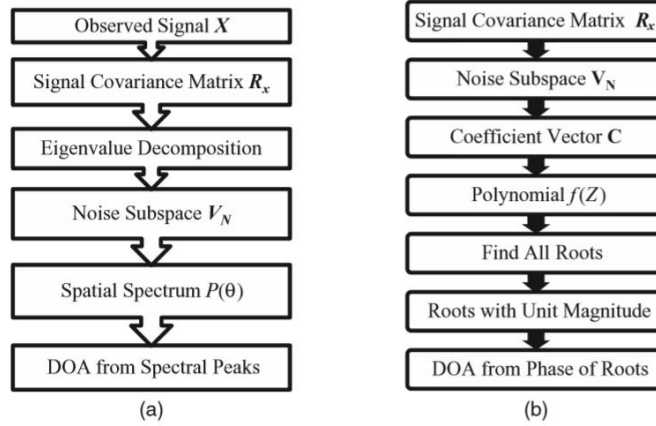 Observed Signal X
Signal Covariance Matrix Rx
Eigenvalue Decomposition
Noise Subspace VN
Spatial Spectrum P(θ)
DOA from Spectral Peaks
(a)
Signal Covariance Matrix Rx
Noise Subspace VN
Coefficient Vector C
Polynomial f(Z)
Find All Roots
Roots with Unit Magnitude
DOA from Phase of Roots
(b)